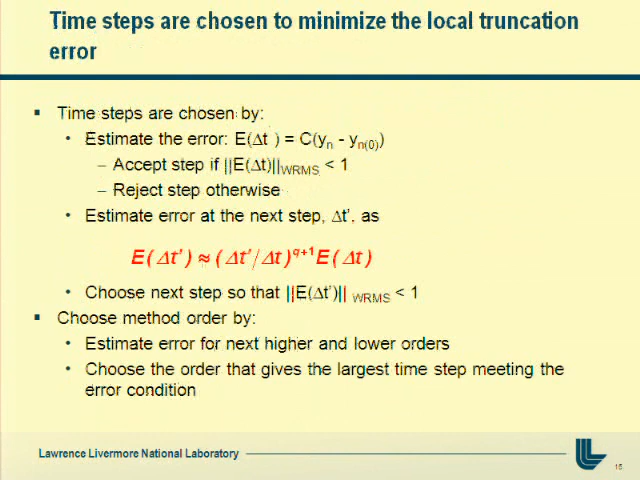 Time steps are chosen to minimize the local truncation
error
▪ Time steps are chosen by:
• Estimate the error: E(Δt ) = C(yn - yn(0))
– Accept step if ||E(Δt)||WRMS < 1
– Reject step otherwise
• Estimate error at the next step, Δt', as
E(Δt') ≈ (Δt'/Δt)^q+1 E(Δt)
• Choose next step so that ||E(Δt')|| WRMS < 1
▪ Choose method order by:
• Estimate error for next higher and lower orders
• Choose the order that gives the largest time step meeting the
error condition
Lawrence Livermore National Laboratory
15